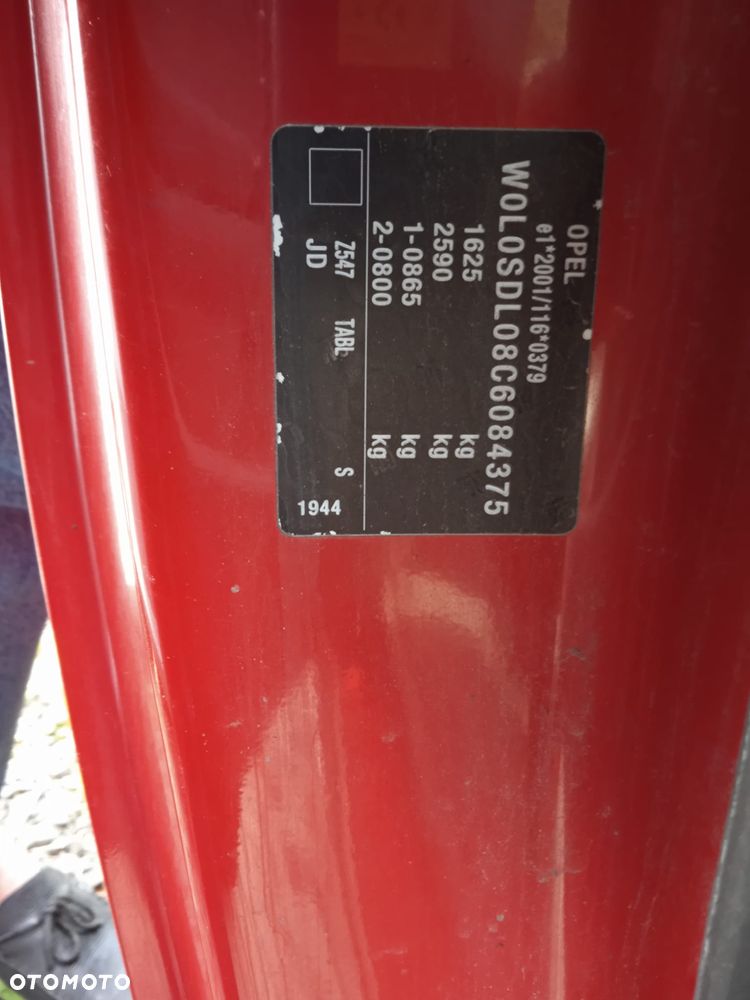 OPEL
e1*2001/116*0379
W0L0SDL08C6084375
1625 kg
2590 kg
1-0865 kg
2-0800 kg
Z547 TABL S
JD 1944
OTOMOTO